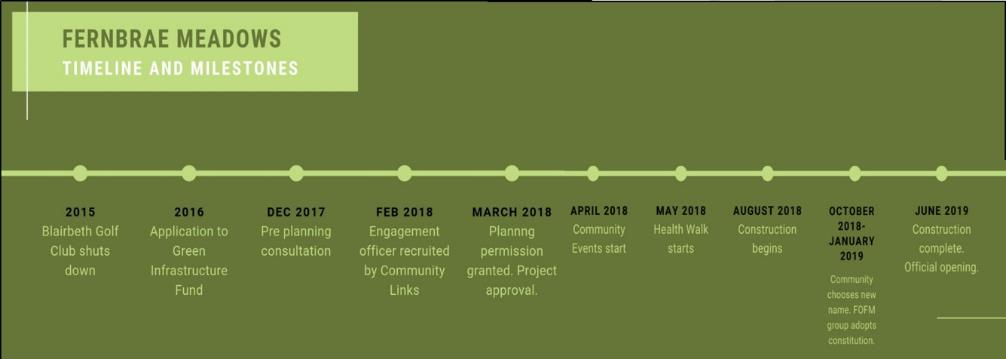 FERNBRAE MEADOWS
TIMELINE AND MILESTONES
2015
Blairbeth Golf
Club shuts
down
2016
Application to
Green
Infrastructure
Fund
DEC 2017
Pre planning
consultation
FEB 2018
Engagement
officer recruited
by Community
Links
MARCH 2018
Plannng
permission
granted. Project
approval.
APRIL 2018
Community
Events start
MAY 2018
Health Walk
starts
AUGUST 2018
Construction
begins
OCTOBER
2018-
JANUARY
2019
Community
chooses new
name. FOFM
group adopts
constitution.
JUNE 2019
Construction
complete.
Official opening.